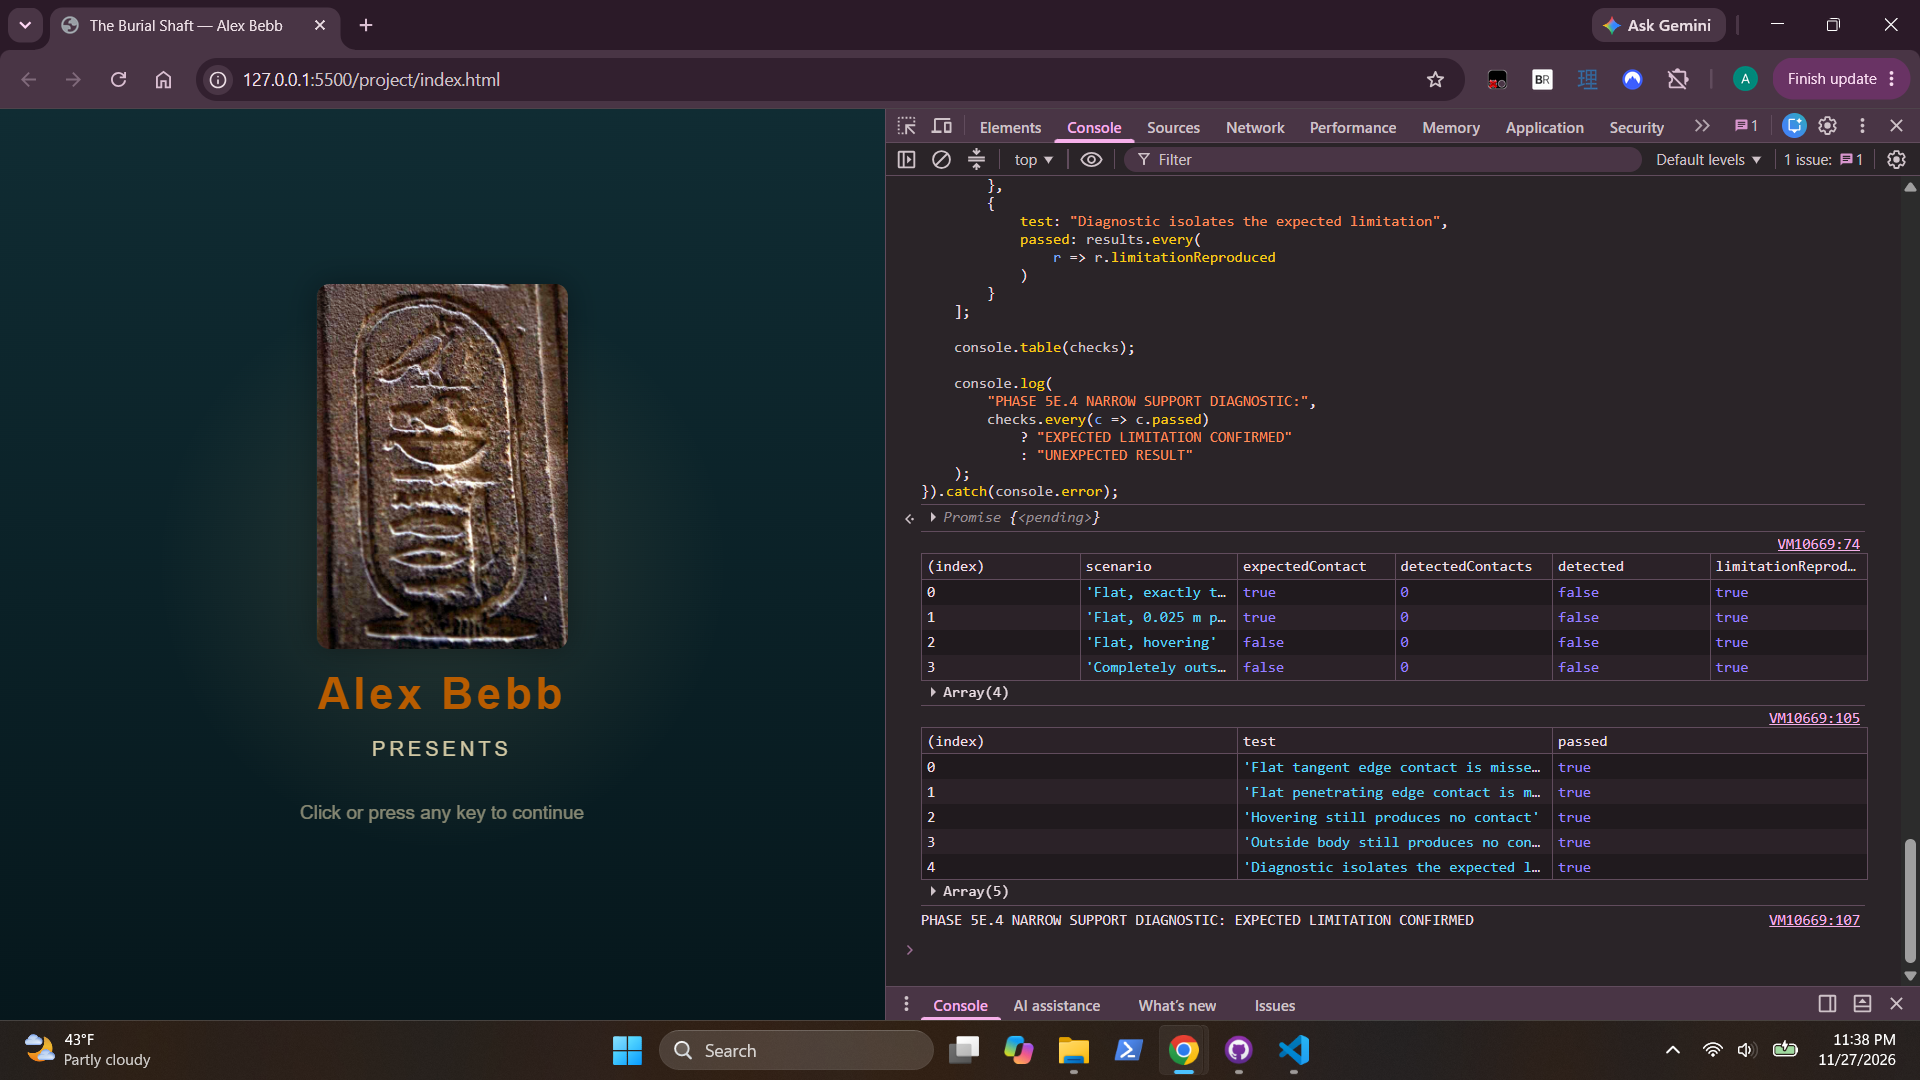 The Burial Shaft — Alex Bebb
Ask Gemini
127.0.0.1:5500/project/index.html
BR
理
A
Finish update
Elements
Console
Sources
Network
Performance
Memory
Application
Security
1
top
Filter
Default levels
1 issue:
1
},
{
test: "Diagnostic isolates the expected limitation",
passed: results.every(
r => r.limitationReproduced
)
}
];
console.table(checks);
console.log(
"PHASE 5E.4 NARROW SUPPORT DIAGNOSTIC:",
checks.every(c => c.passed)
? "EXPECTED LIMITATION CONFIRMED"
: "UNEXPECTED RESULT"
);
}).catch(console.error);
Promise {<pending>}
VM10669:74
(index) scenario expectedContact detectedContacts detected limitationReprod…
0 'Flat, exactly t… true 0 false true
1 'Flat, 0.025 m p… true 0 false true
2 'Flat, hovering' false 0 false true
3 'Completely outs… false 0 false true
Array(4)
VM10669:105
(index) test passed
0 'Flat tangent edge contact is misse… true
1 'Flat penetrating edge contact is m… true
2 'Hovering still produces no contact' true
3 'Outside body still produces no con… true
4 'Diagnostic isolates the expected l… true
Array(5)
PHASE 5E.4 NARROW SUPPORT DIAGNOSTIC: EXPECTED LIMITATION CONFIRMED VM10669:107
Alex Bebb
PRESENTS
Click or press any key to continue
Console
AI assistance
What's new
Issues
43°F
Partly cloudy
Search
11:38 PM
11/27/2026